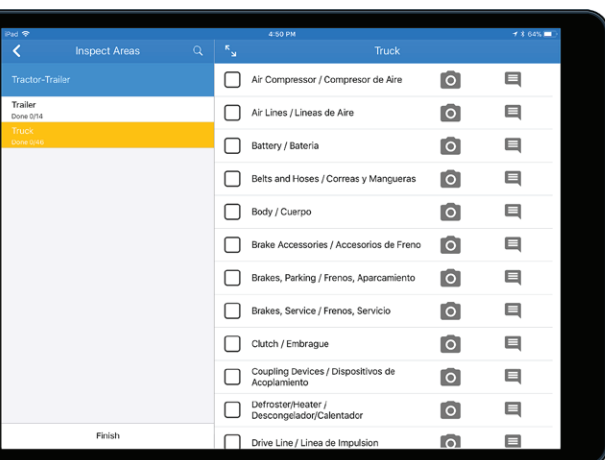 iPad
4:50 PM
64%
Inspect Areas
Truck
Tractor-Trailer
Trailer
Done 0/14
Truck
Done 0/46
Finish
Air Compressor / Compresor de Aire
Air Lines / Lineas de Aire
Battery / Bateria
Belts and Hoses / Correas y Mangueras
Body / Cuerpo
Brake Accessories / Accesorios de Freno
Brakes, Parking / Frenos, Aparcamiento
Brakes, Service / Frenos, Servicio
Clutch / Embrague
Coupling Devices / Dispositivos de
Acoplamiento
Defroster/Heater /
Descongelador/Calentador
Drive Line / Linea de Impulsion